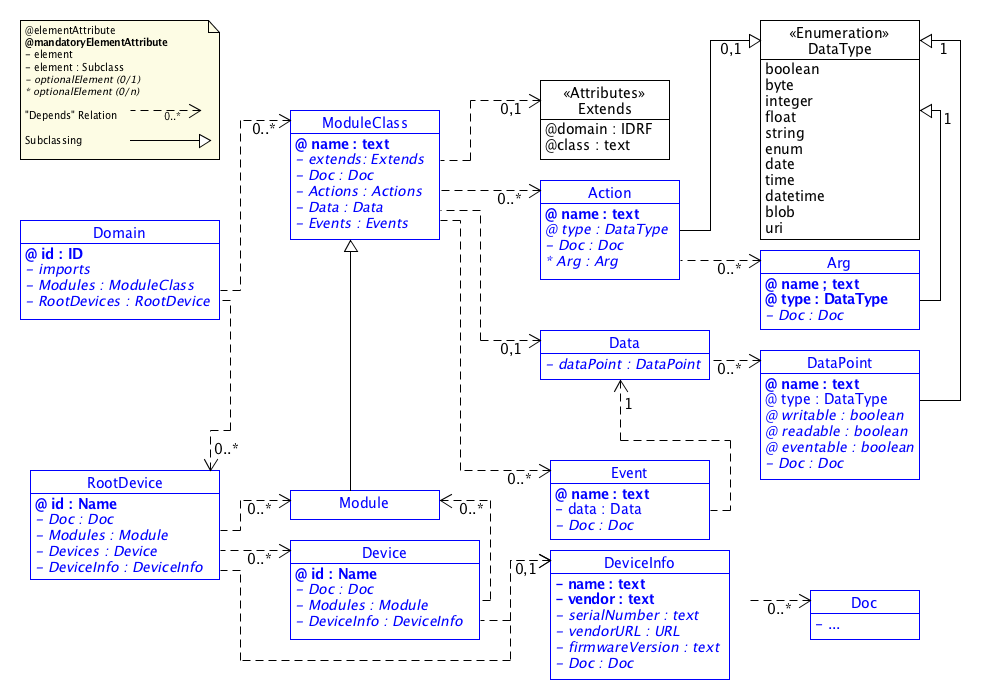 @elementAttribute
@mandatoryElementAttribute
- element
- element : Subclass
- optionalElement (0/1)
* optionalElement (0/n)
"Depends" Relation
0..*
Subclassing
«Enumeration»
DataType
boolean
byte
integer
float
string
enum
date
time
datetime
blob
uri
0,1
1
1
«Attributes»
Extends
@domain : IDRF
@class : text
0,1
ModuleClass
@ name : text
- extends: Extends
- Doc : Doc
- Actions : Actions
- Data : Data
- Events : Events
0..*
Action
@ name : text
@ type : DataType
- Doc : Doc
* Arg : Arg
0..*
Domain
@ id : ID
- imports
- Modules : ModuleClass
- RootDevices : RootDevice
Arg
@ name ; text
@ type : DataType
- Doc : Doc
0..*
Data
- dataPoint : DataPoint
0,1
DataPoint
@ name : text
@ type : DataType
@ writable : boolean
@ readable : boolean
@ eventable : boolean
- Doc : Doc
0..*
1
0..*
RootDevice
@ id : Name
- Doc : Doc
- Modules : Module
- Devices : Device
- DeviceInfo : DeviceInfo
Event
@ name : text
- data : Data
- Doc : Doc
0..*
Module
0..*
0..*
Device
@ id : Name
- Doc : Doc
- Modules : Module
- DeviceInfo : DeviceInfo
0..*
DeviceInfo
- name : text
- vendor : text
- serialNumber : text
- vendorURL : URL
- firmwareVersion : text
- Doc : Doc
0,1
Doc
- ...
0..*